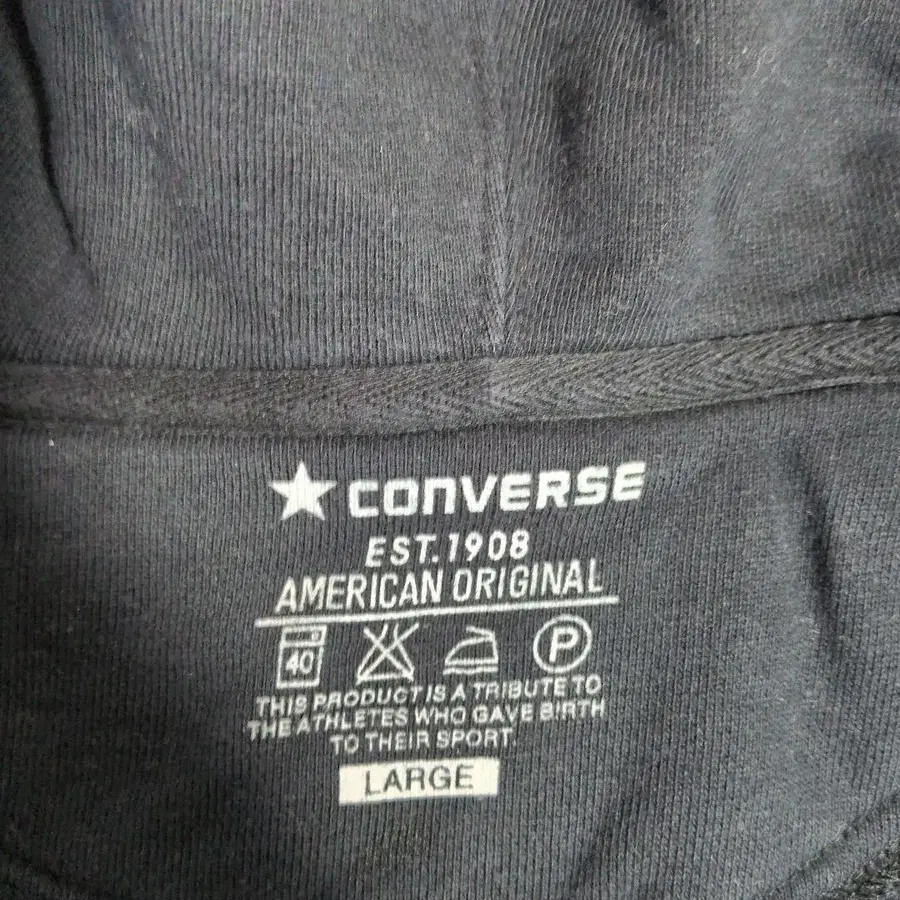 CONVERSE
EST.1908
AMERICAN ORIGINAL
40 P
THIS PRODUCT IS A TRIBUTE TO
THE ATHLETES WHO GAVE BIRTH
TO THEIR SPORT.
LARGE